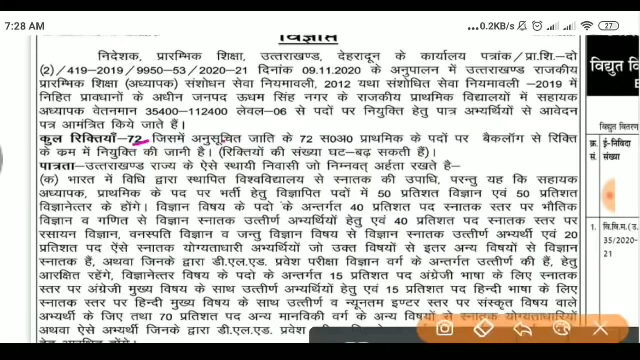 7:28 AM
...0.2KB/s
27
विज्ञप्ति
निदेशक, प्रारम्भिक शिक्षा, उत्तराखण्ड, देहरादून के कार्यालय पत्रांक/प्रा.शि.–दो
(2)/419-2019/9950-53/2020-21 दिनांक 09.11.2020 के अनुपालन में उत्तराखण्ड राजकीय
प्रारम्भिक शिक्षा (अध्यापक) संशोधन सेवा नियमावली, 2012 यथा संशोधित सेवा नियमावली –2019 में
निहित प्रावधानों के अधीन जनपद ऊधम सिंह नगर के राजकीय प्राथमिक विद्यालयों में सहायक
अध्यापक वेतनमान 35400-112400 लेवल–06 से पदों पर नियुक्ति हेतु पात्र अभ्यर्थियों से आवेदन
पत्र आमंत्रित किये जाते हैं।
कुल रिक्तियाँ–72 जिसमें अनुसूचित जाति के 72 स0अ0 प्राथमिक के पदों पर बैकलॉग से रिक्ति
के कम में नियुक्ति की जानी है। (रिक्तियों की संख्या घट–बढ़ सकती हैं)।
पात्रता–उत्तराखण्ड राज्य के ऐसे स्थायी निवासी जो निम्नवत् अर्हता रखते है–
(क) भारत में विधि द्वारा स्थापित विश्वविद्यालय से स्नातक की उपाधि, परन्तु यह कि सहायक
अध्यापक, प्राथमिक के पद पर भर्ती हेतु विज्ञापित पदों में 50 प्रतिशत विज्ञान एवं 50 प्रतिशत
विज्ञानेत्तर के होंगे। विज्ञान विषय के पदो के अन्तर्गत 40 प्रतिशत पद स्नातक स्तर पर भौतिक
विज्ञान व गणित से विज्ञान स्नातक उत्तीर्ण अभ्यर्थियों हेतु एवं 40 प्रतिशत पद स्नातक स्तर पर
रसायन विज्ञान, वनस्पति विज्ञान व जन्तु विज्ञान विषय से विज्ञान स्नातक उत्तीर्ण अभ्यर्थी एवं 20
प्रतिशत पद ऐसे स्नातक योग्यताधारी अभ्यर्थियों जो उक्त विषयों से इतर अन्य विषयों से विज्ञान
स्नातक हैं, अथवा जिनके द्वारा डी.एल.एड. प्रवेश परीक्षा विज्ञान वर्ग के अन्तर्गत उत्तीर्ण की हैं, हेतु
आरक्षित रहेंगे, विज्ञानेत्तर विषय के पदो के अन्तर्गत 15 प्रतिशत पद अंग्रेजी भाषा के लिए स्नातक
स्तर पर अंग्रेजी मुख्य विषय के साथ उत्तीर्ण अभ्यर्थियों हेतु एवं 15 प्रतिशत पद हिन्दी भाषा के लिए
स्नातक स्तर पर हिन्दी मुख्य विषय के साथ उत्तीर्ण व न्यूनतम इण्टर स्तर पर संस्कृत विषय वाले
अभ्यर्थी के लिए तथा 70 प्रतिशत पद अन्य मानविकी वर्ग के अन्य विषयों से स्नातक योग्यताधारियों
अथवा ऐसे अभ्यर्थी जिनके द्वारा डी.एल.एड. प्रवेश
हेतु आरक्षित होंगे।
विद्युत वि
विद्युत
क्र. ई-निविदा
सं. संख्या
1. वि.वि.म.(उ.
35/2020-
21